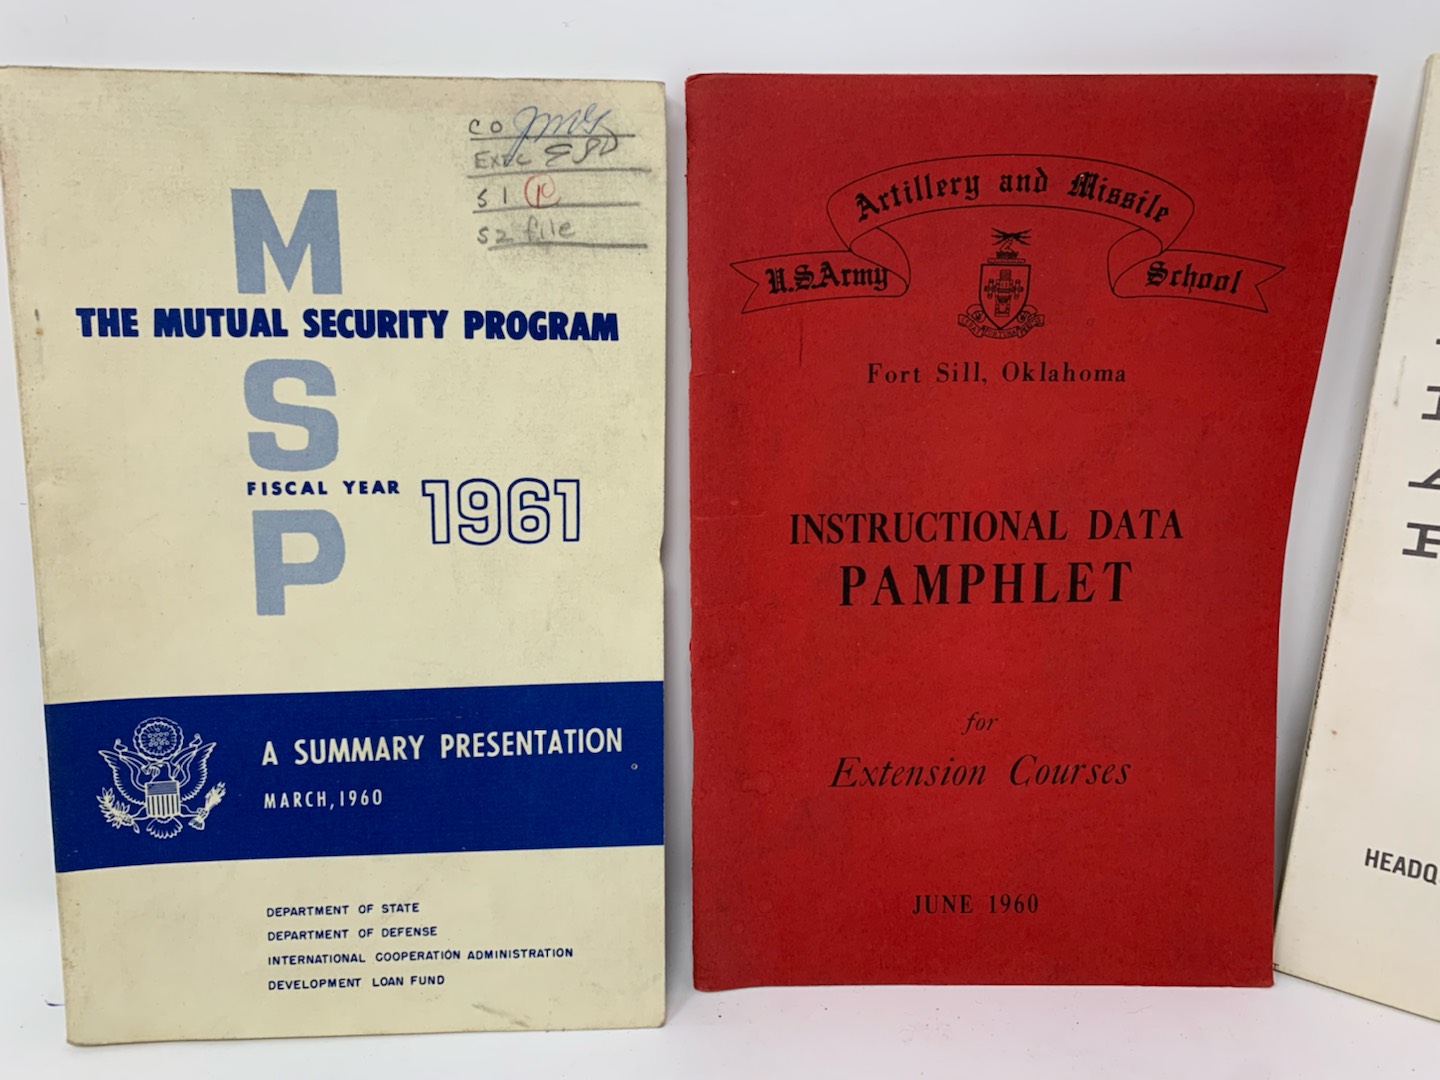 CO
EXEC
S1
S2 file
M
THE MUTUAL SECURITY PROGRAM
S
FISCAL YEAR 1961
P
A SUMMARY PRESENTATION
MARCH, 1960
DEPARTMENT OF STATE
DEPARTMENT OF DEFENSE
INTERNATIONAL COOPERATION ADMINISTRATION
DEVELOPMENT LOAN FUND
Artillery and Missile
U.S. Army School
Fort Sill, Oklahoma
INSTRUCTIONAL DATA
PAMPHLET
for
Extension Courses
JUNE 1960
HEADQ